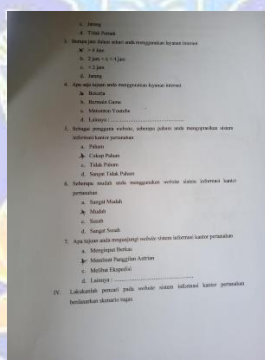 c. Jarang
d. Tidak Pernah
3. Berapa jam dalam sehari anda menggunakan layanan internet
> 4 Jam
b. 2 jam < x < 4 jam
c. < 2 jam
d. Jarang
4. Apa saja tujuan anda menggunakan layanan internet
a. Bekerja
b. Bermain Game
c. Menonton Youtube
d. Lainnya :
5. Sebagai pengguna website, seberapa paham anda mengoperasikan sistem
informasi kantor pertanahan
a. Paham
b. Cukup Paham
c. Tidak Paham
d. Sangat Tidak Paham
6. Seberapa mudah anda menggunakan website sistem informasi kantor
pertanahan
a. Sangat Mudah
b. Mudah
c. Susah
d. Sangat Susah
7. Apa tujuan anda mengunjungi website sistem informasi kantor pertanahan
a. Menginput Berkas
b. Membuat Panggilan Antrian
c. Melihat Ekspedisi
d. Lainnya :
IV. Lakukanlah pencari pada website sistem informasi kantor pertanahan
berdasarkan skenario tugas